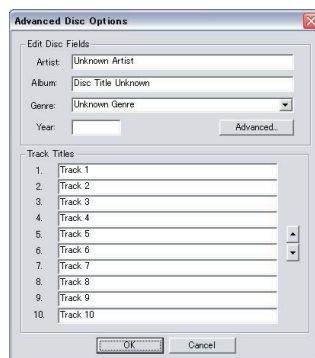 Advanced Disc Options
Edit Disc Fields
Artist: Unknown Artist
Album: Disc Title Unknown
Genre: Unknown Genre
Year: Advanced...
Track Titles
1. Track 1
2. Track 2
3. Track 3
4. Track 4
5. Track 5
6. Track 6
7. Track 7
8. Track 8
9. Track 9
10. Track 10
OK Cancel